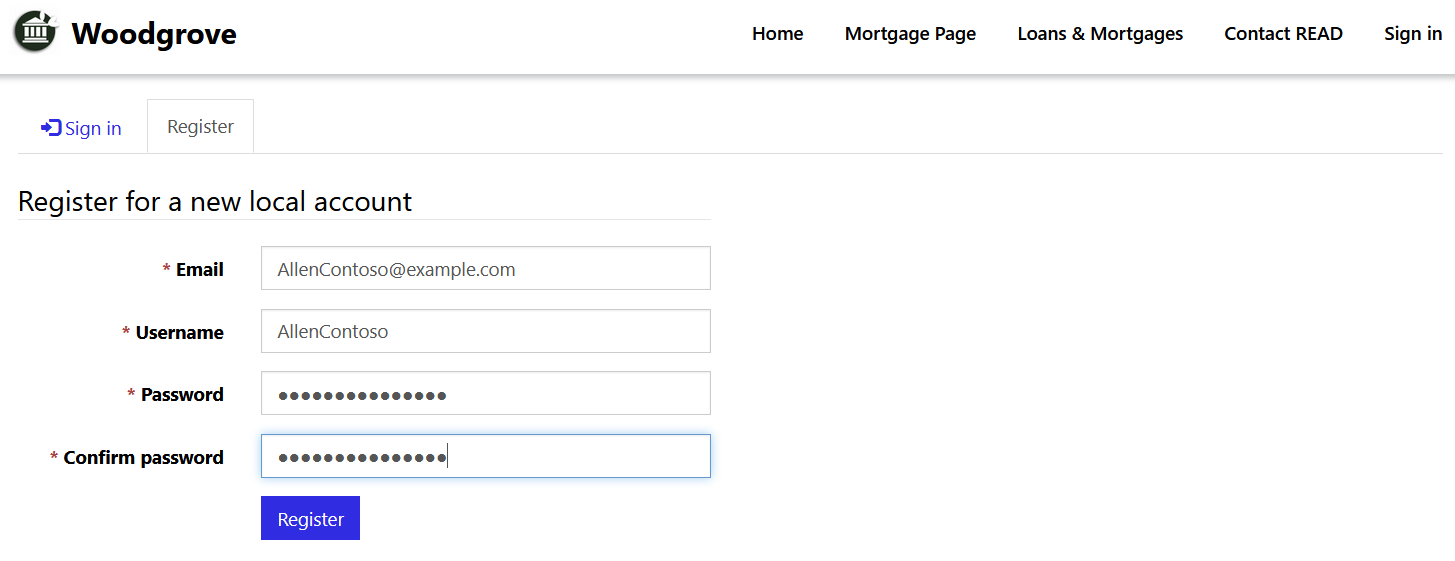 Woodgrove
Home Mortgage Page Loans & Mortgages Contact READ Sign in
Sign in Register
Register for a new local account
* Email AllenContoso@example.com
* Username AllenContoso
* Password ●●●●●●●●●●●●●●●
* Confirm password ●●●●●●●●●●●●●●●
Register